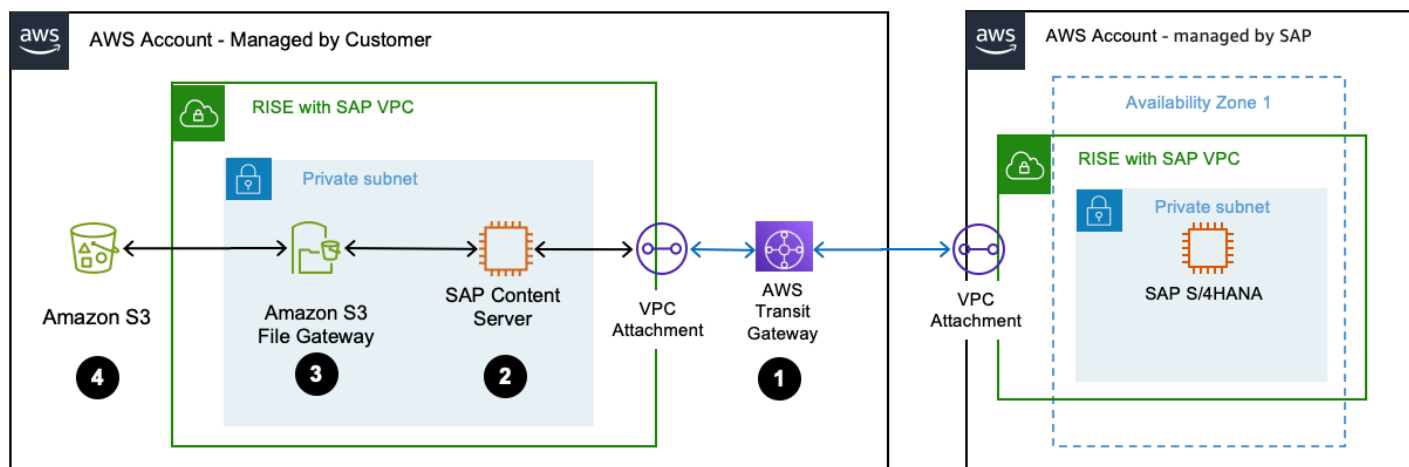 aws
AWS Account - Managed by Customer
RISE with SAP VPC
Private subnet
Amazon S3
4
Amazon S3
File Gateway
3
SAP Content
Server
2
VPC
Attachment
AWS
Transit
Gateway
1
aws
AWS Account - managed by SAP
Availability Zone 1
RISE with SAP VPC
Private subnet
SAP S/4HANA
VPC
Attachment